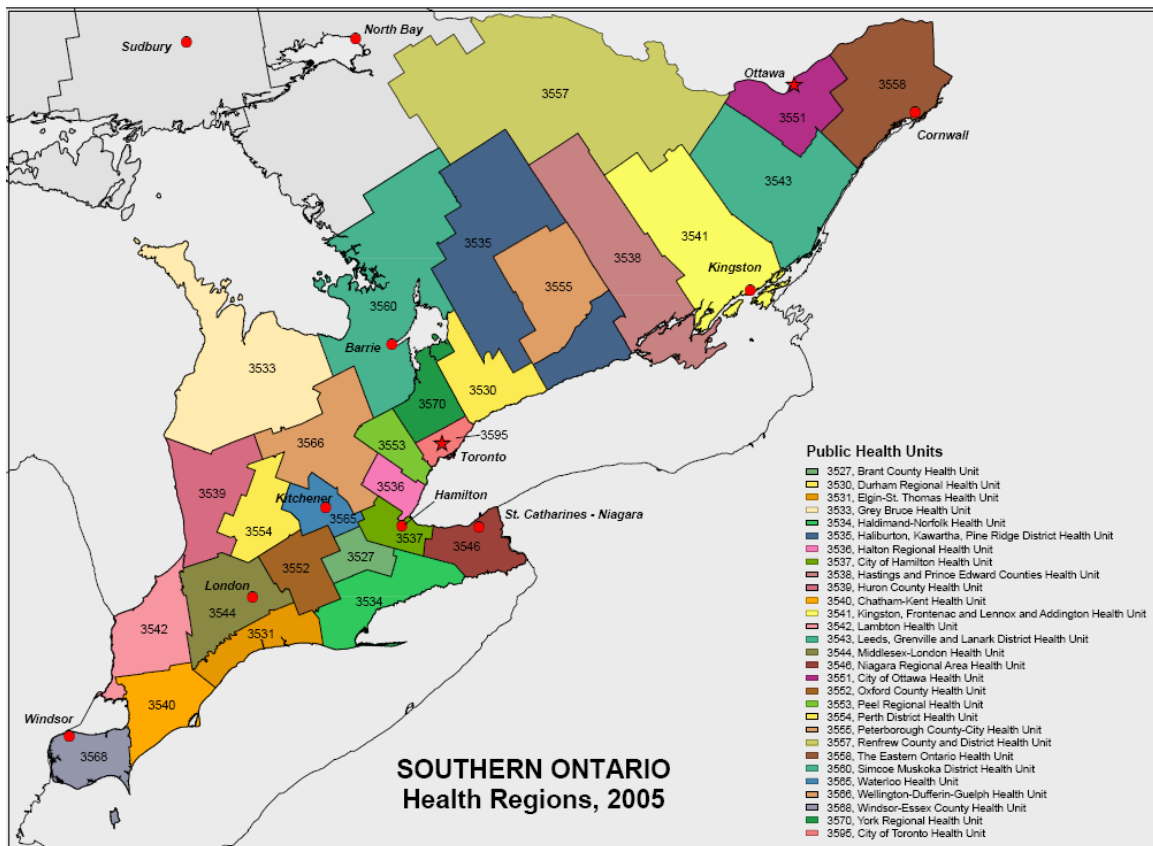 Sudbury
North Bay
Ottawa
3557
3558
3551
Cornwall
3543
3535
3541
3538
Kingston
3555
3560
Barrie
3533
3530
3570
3595
Toronto
3566
3553
3539
3536
Kitchener
Hamilton
3565
St. Catharines - Niagara
3554
3537
3546
3552
3527
London
3544
3534
3542
3531
3540
Windsor
3568
SOUTHERN ONTARIO
Health Regions, 2005
Public Health Units
3527, Brant County Health Unit
3530, Durham Regional Health Unit
3531, Elgin-St. Thomas Health Unit
3533, Grey Bruce Health Unit
3534, Haldimand-Norfolk Health Unit
3535, Haliburton, Kawartha, Pine Ridge District Health Unit
3536, Halton Regional Health Unit
3537, City of Hamilton Health Unit
3538, Hastings and Prince Edward Counties Health Unit
3539, Huron County Health Unit
3540, Chatham-Kent Health Unit
3541, Kingston, Frontenac and Lennox and Addington Health Unit
3542, Lambton Health Unit
3543, Leeds, Grenville and Lanark District Health Unit
3544, Middlesex-London Health Unit
3546, Niagara Regional Area Health Unit
3551, City of Ottawa Health Unit
3552, Oxford County Health Unit
3553, Peel Regional Health Unit
3554, Perth District Health Unit
3555, Peterborough County-City Health Unit
3557, Renfrew County and District Health Unit
3558, The Eastern Ontario Health Unit
3560, Simcoe Muskoka District Health Unit
3565, Waterloo Health Unit
3566, Wellington-Dufferin-Guelph Health Unit
3568, Windsor-Essex County Health Unit
3570, York Regional Health Unit
3595, City of Toronto Health Unit